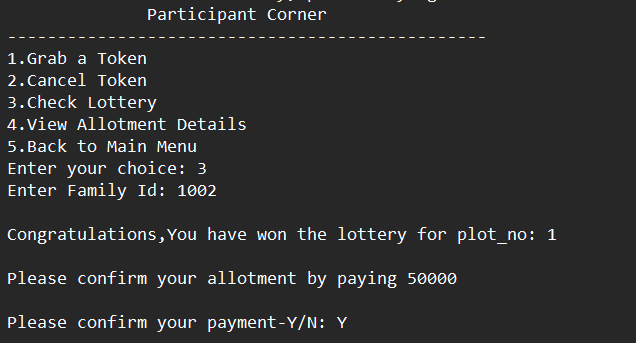 Participant Corner
------------------------------------------------
1.Grab a Token
2.Cancel Token
3.Check Lottery
4.View Allotment Details
5.Back to Main Menu
Enter your choice: 3
Enter Family Id: 1002
Congratulations,You have won the lottery for plot_no: 1
Please confirm your allotment by paying 50000
Please confirm your payment-Y/N: Y